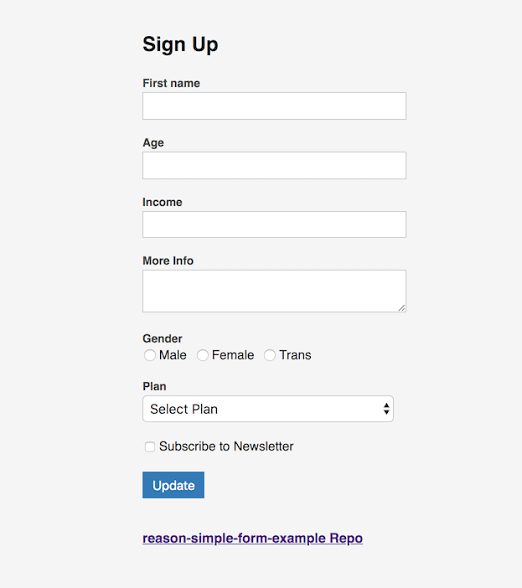 Sign Up
First name
Age
Income
More Info
Gender
Male Female Trans
Plan
Select Plan
Subscribe to Newsletter
Update
reason-simple-form-example Repo